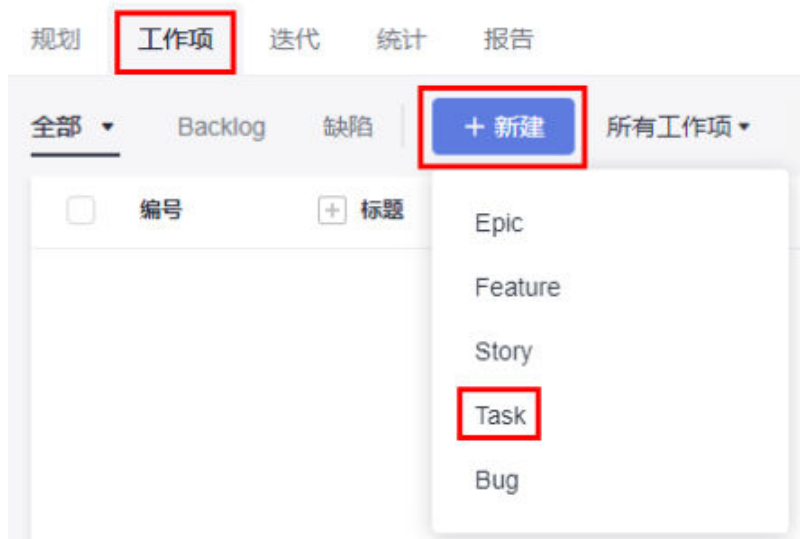 规划 工作项 迭代 统计 报告
全部 Backlog 缺陷 + 新建 所有工作项
编号 标题
Epic
Feature
Story
Task
Bug